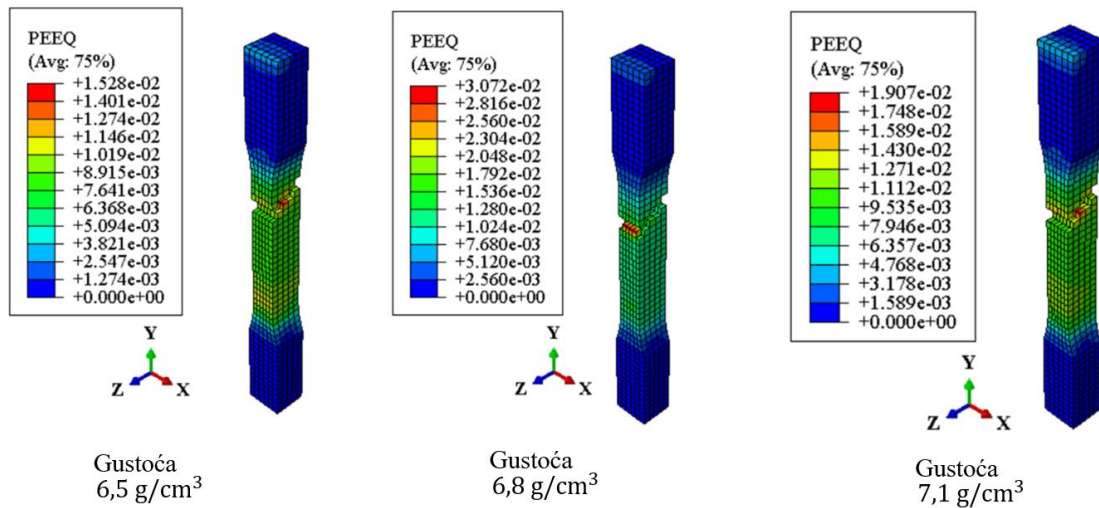 PEEQ
(Avg: 75%)
+1.528e-02
+1.401e-02
+1.274e-02
+1.146e-02
+1.019e-02
+8.915e-03
+7.641e-03
+6.368e-03
+5.094e-03
+3.821e-03
+2.547e-03
+1.274e-03
+0.000e+00
Y
Z X
Gustoća
6,5 g/cm³
PEEQ
(Avg: 75%)
+3.072e-02
+2.816e-02
+2.560e-02
+2.304e-02
+2.048e-02
+1.792e-02
+1.536e-02
+1.280e-02
+1.024e-02
+7.680e-03
+5.120e-03
+2.560e-03
+0.000e+00
Y
Z X
Gustoća
6,8 g/cm³
PEEQ
(Avg: 75%)
+1.907e-02
+1.748e-02
+1.589e-02
+1.430e-02
+1.271e-02
+1.112e-02
+9.535e-03
+7.946e-03
+6.357e-03
+4.768e-03
+3.178e-03
+1.589e-03
+0.000e+00
Y
Z X
Gustoća
7,1 g/cm³